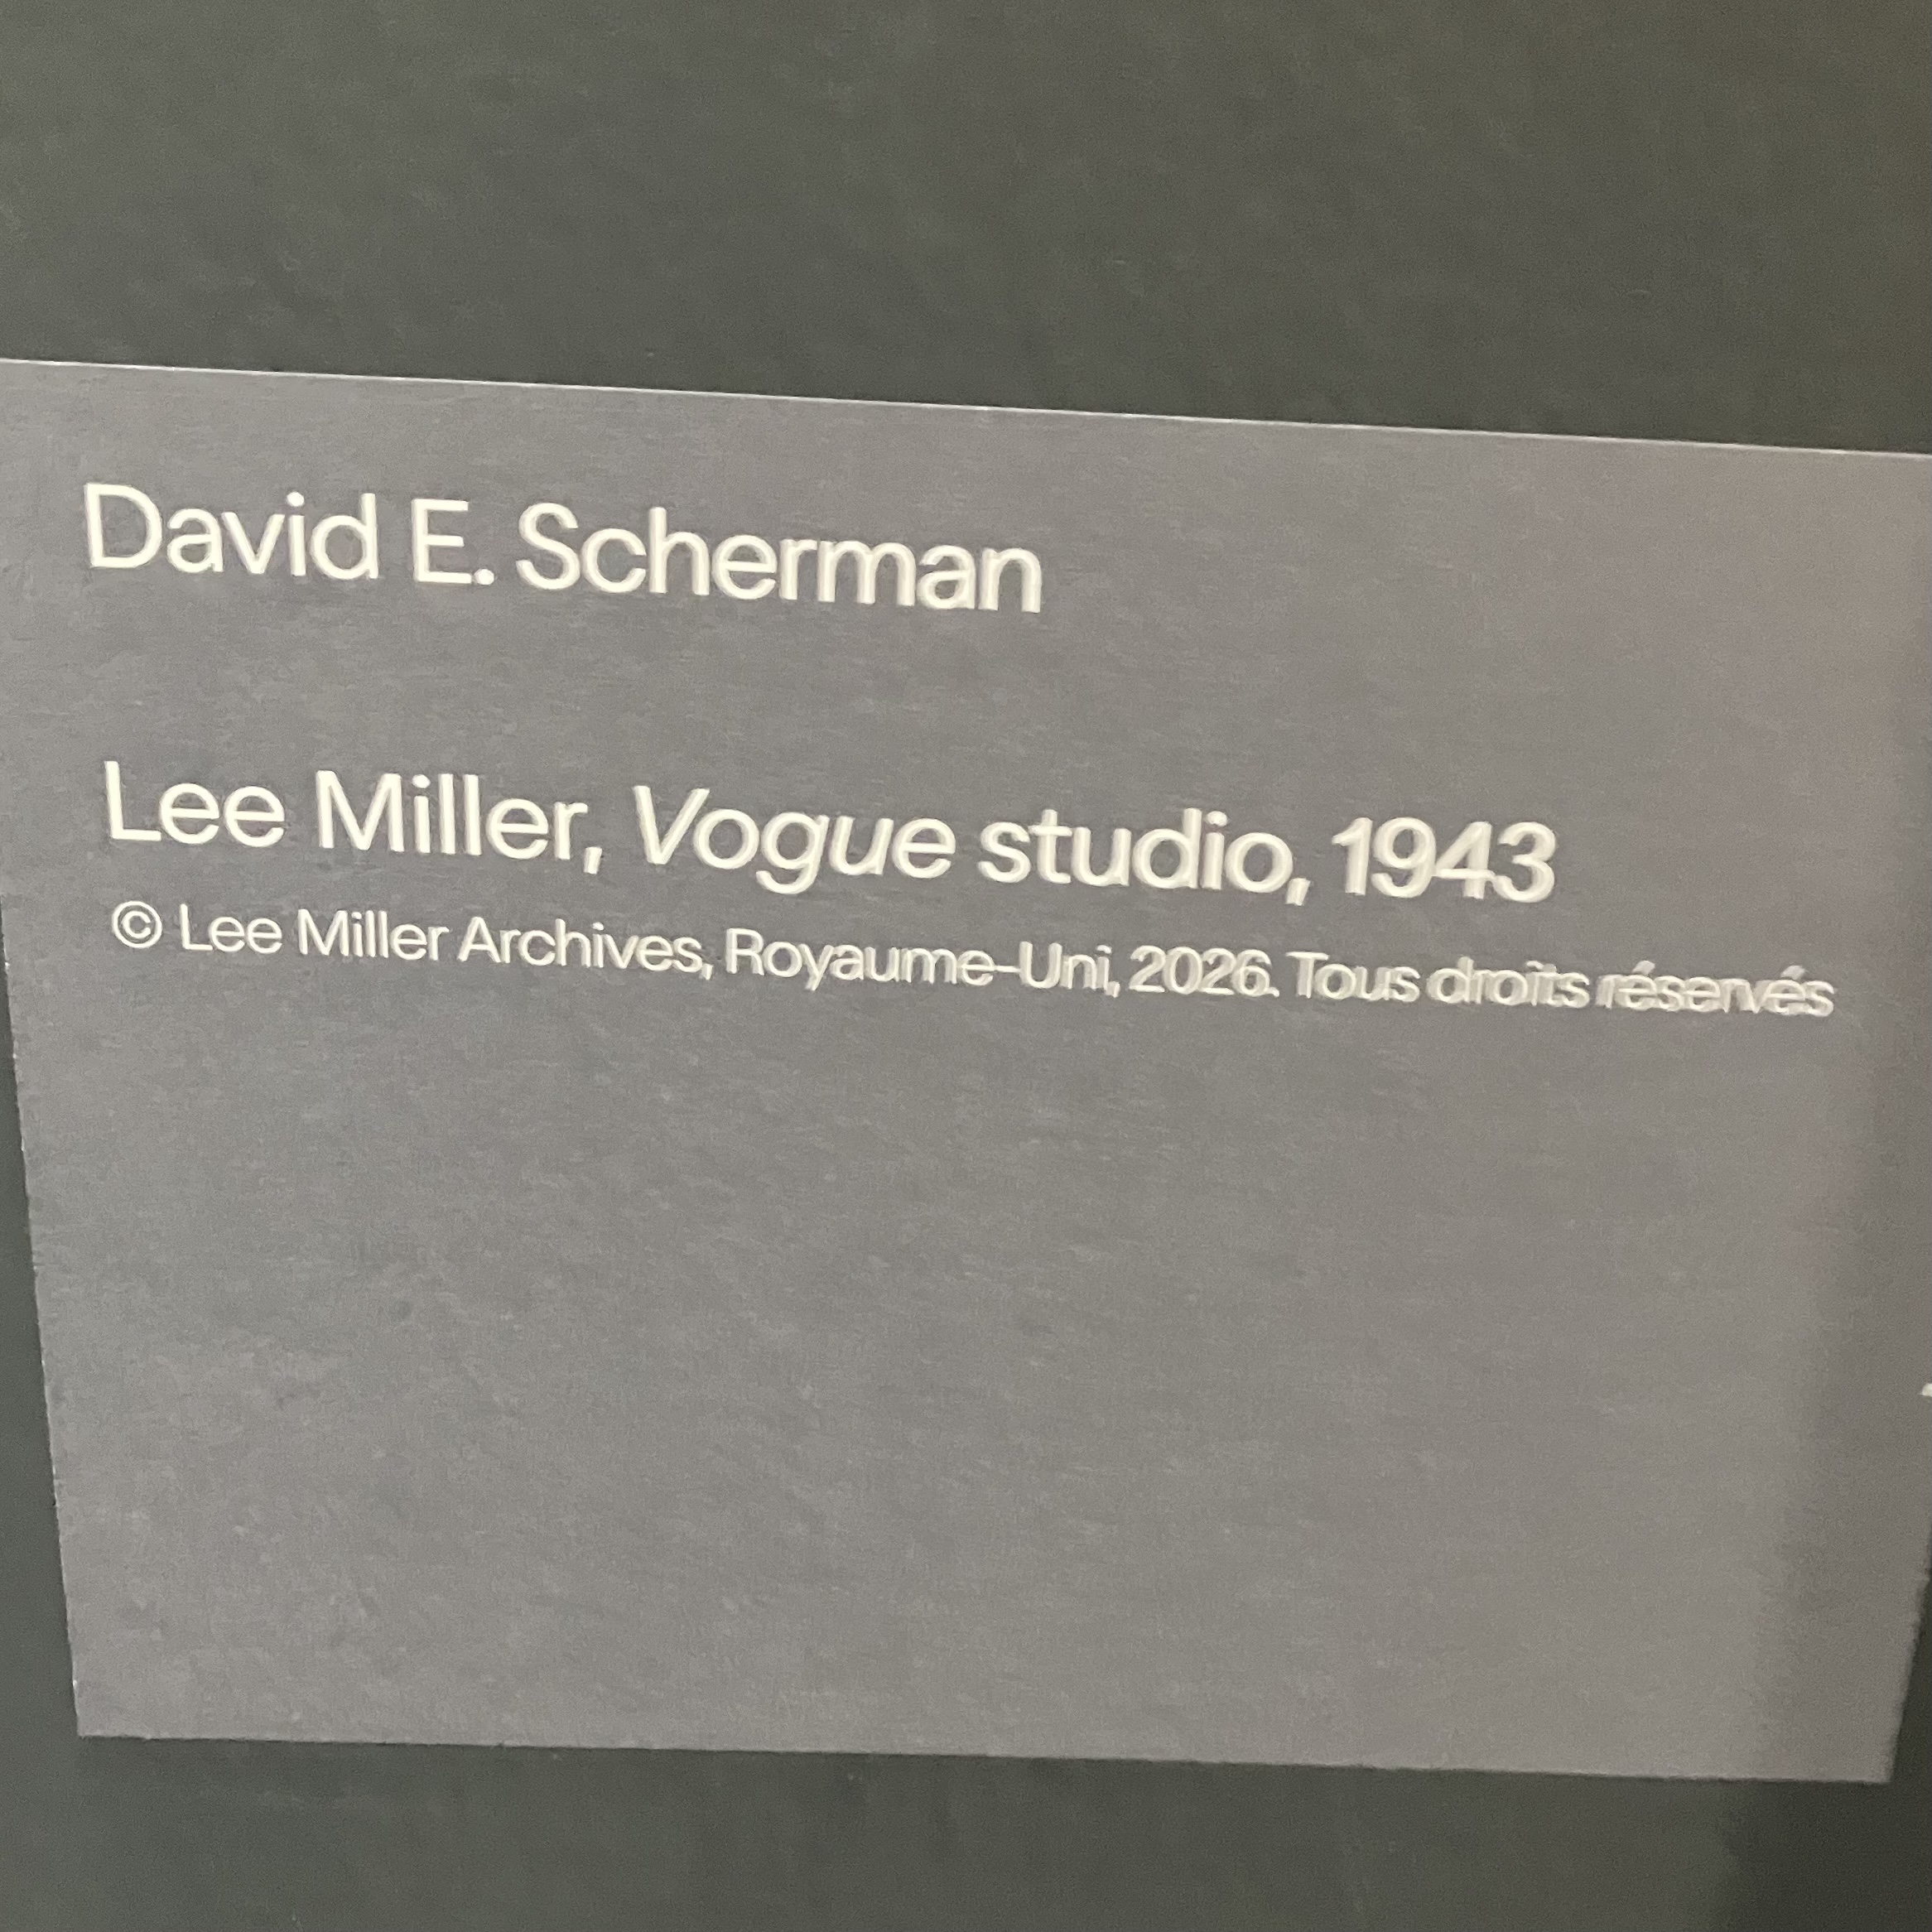 David E. Scherman
Lee Miller, Vogue studio, 1943
© Lee Miller Archives, Royaume-Uni, 2026. Tous droits réservés